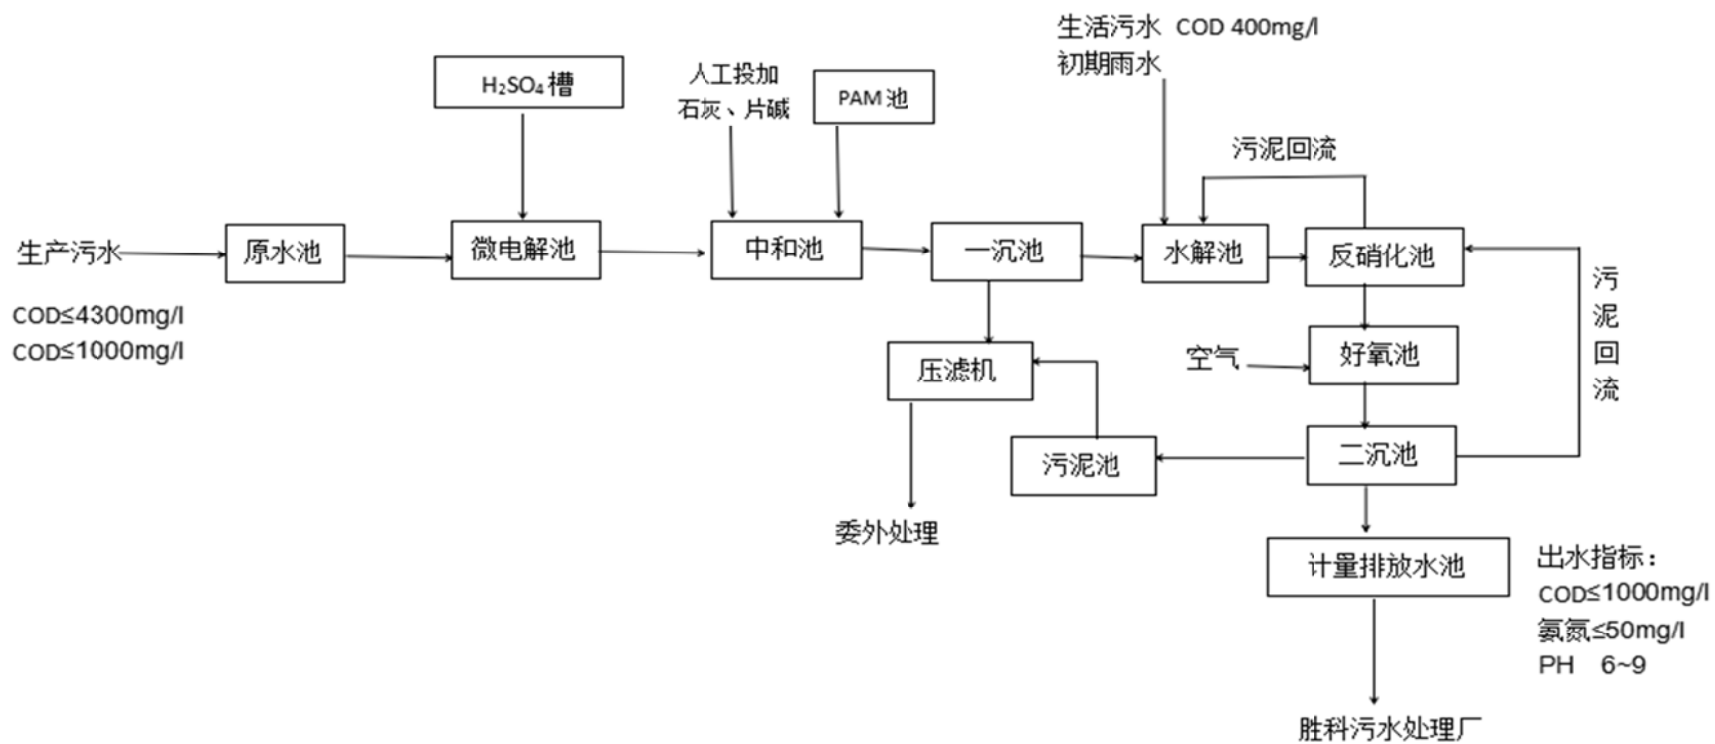 生活污水 COD 400mg/l
初期雨水
H₂SO₄槽
人工投加
石灰、片碱
PAM 池
污泥回流
生产污水
原水池
微电解池
中和池
一沉池
水解池
反硝化池
COD≤4300mg/l
COD≤1000mg/l
压滤机
空气
好氧池
污
泥
回
流
污泥池
二沉池
委外处理
计量排放水池
出水指标：
COD≤1000mg/l
氨氮≤50mg/l
PH 6~9
胜科污水处理厂